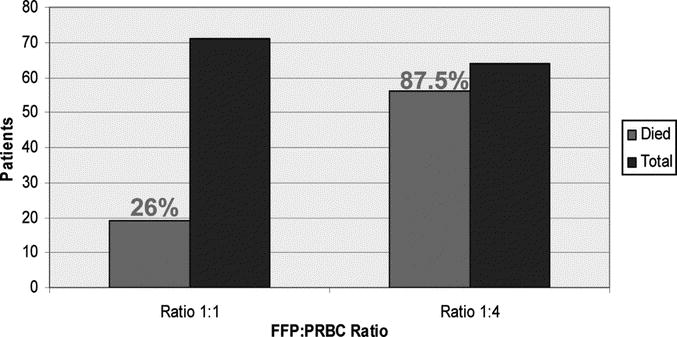 80
70
60
50
40
30
20
10
0
Patients
26%
87.5%
Died
Total
Ratio 1:1 Ratio 1:4
FFP:PRBC Ratio